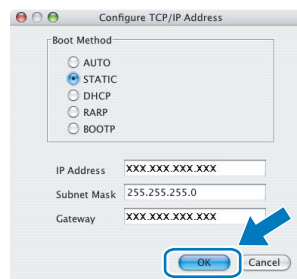 Configure TCP/IP Address
Boot Method
AUTO
STATIC
DHCP
RARP
BOOTP
IP Address XXX.XXX.XXX.XXX
Subnet Mask 255.255.255.0
Gateway XXX.XXX.XXX.XXX
OK Cancel